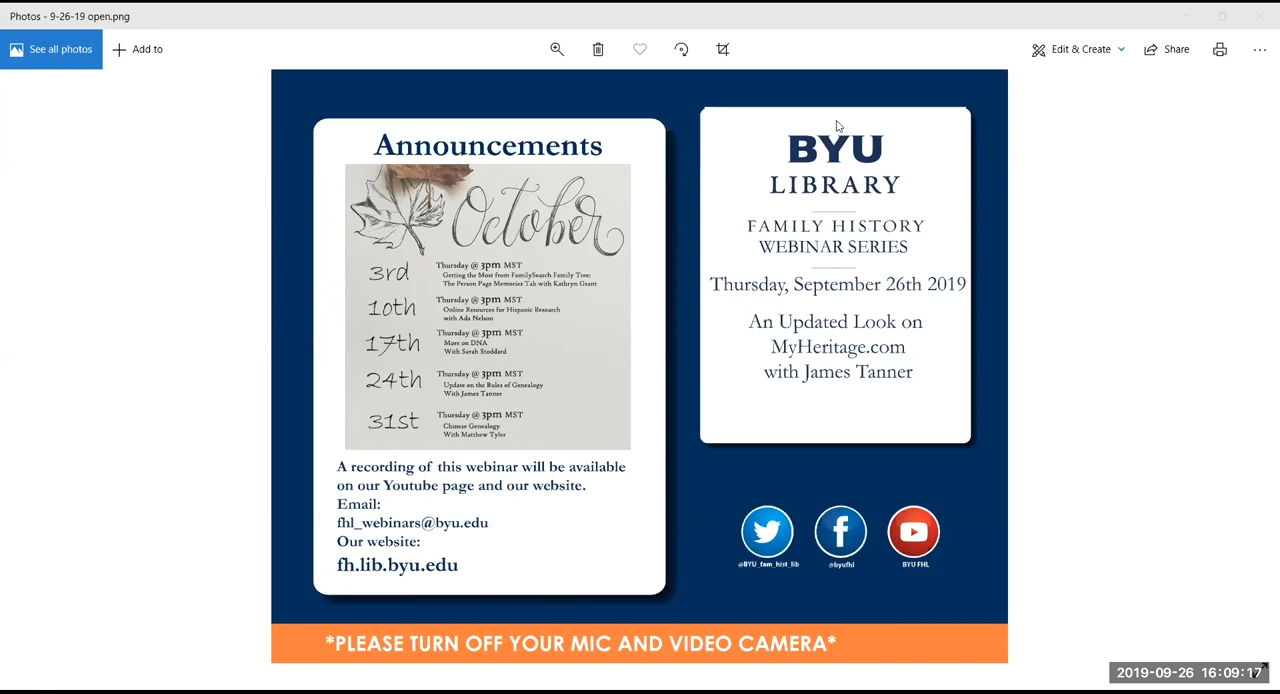 Photos - 9-26-19 open.png
See all photos
Add to
Edit & Create
Share
Announcements
October
3rd
Thursday @ 3pm MST
Getting the Most from FamilySearch Family Tree:
The Person Page Memories Tab with Kathryn Grant
10th
Thursday @ 3pm MST
Online Resources for Hispanic Research
with Ada Nelson
17th
Thursday @ 3pm MST
More on DNA
With Sarah Stoddard
24th
Thursday @ 3pm MST
Update on the Rules of Genealogy
With James Tanner
31st
Thursday @ 3pm MST
Chinese Genealogy
With Matthew Tyler
A recording of this webinar will be available
on our Youtube page and our website.
Email:
fhl_webinars@byu.edu
Our website:
fh.lib.byu.edu
BYU
LIBRARY
FAMILY HISTORY
WEBINAR SERIES
Thursday, September 26th 2019
An Updated Look on
MyHeritage.com
with James Tanner
@BYU_fam_hist_lib
@byufhl
BYU FHL
*PLEASE TURN OFF YOUR MIC AND VIDEO CAMERA*
2019-09-26 16:09:17